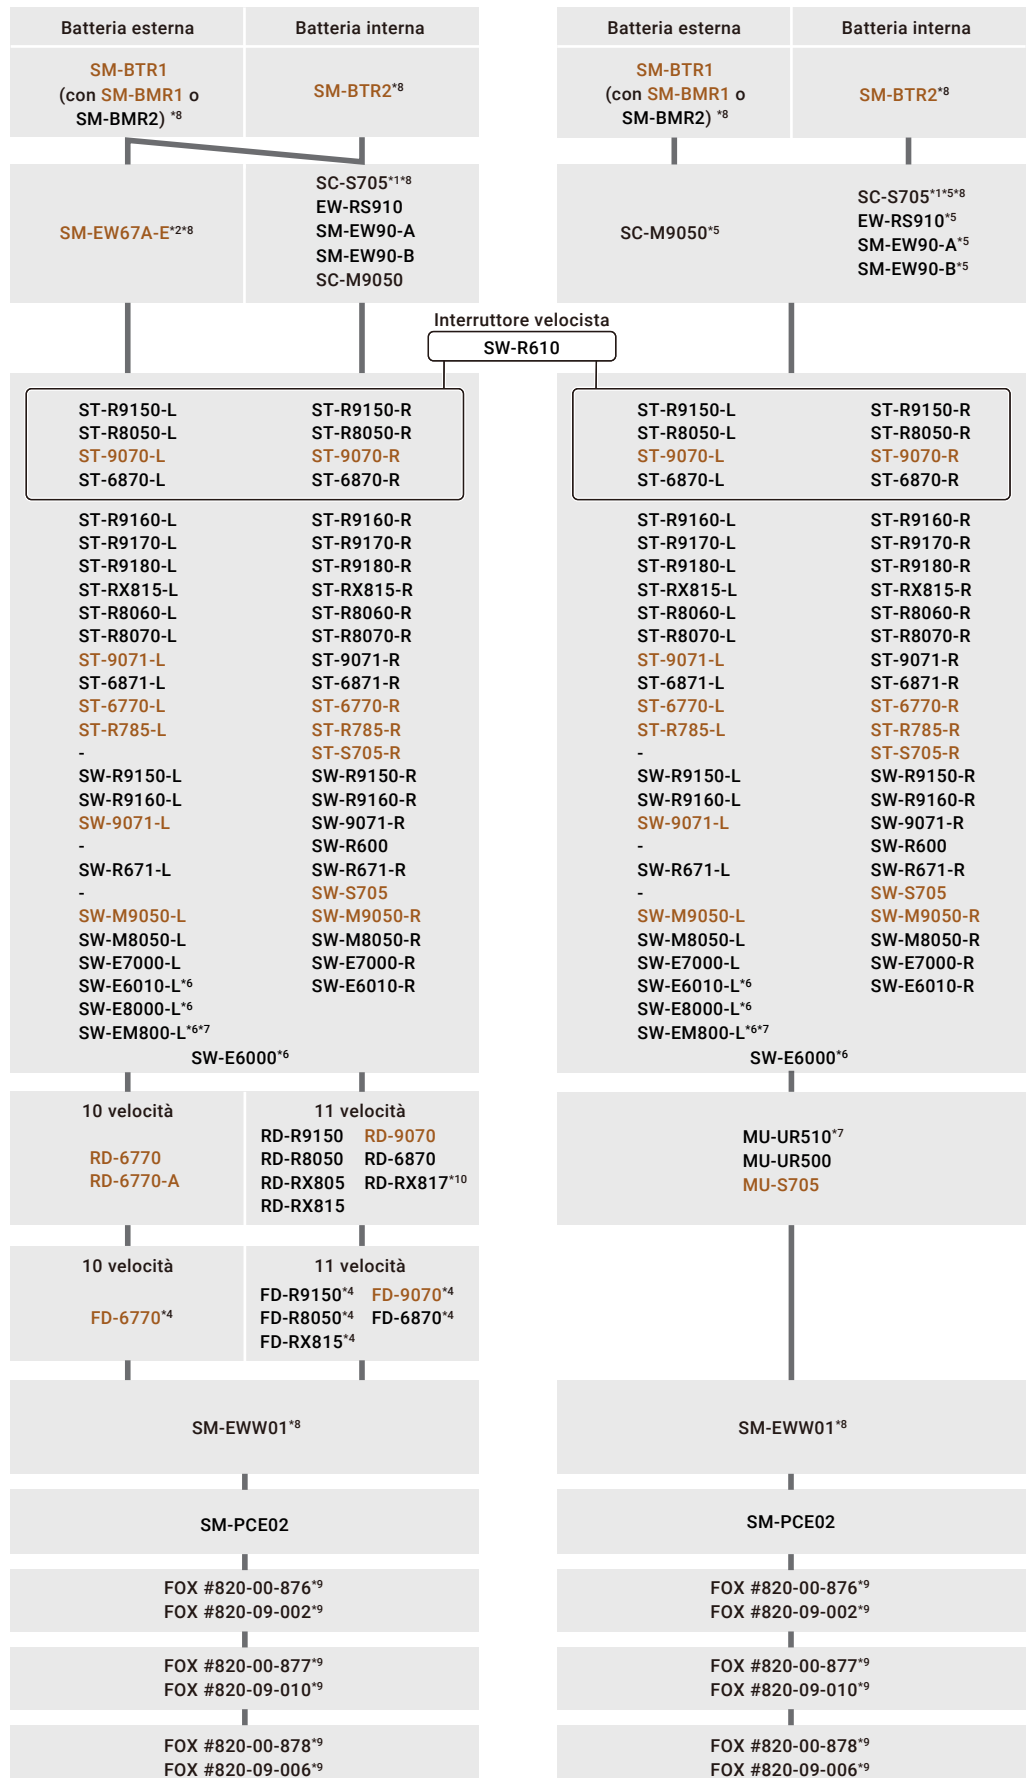 Batteria esterna Batteria interna
SM-BTR1
(con SM-BMR1 o
SM-BMR2) *8
SM-BTR2*8
SM-EW67A-E*2*8
SC-S705*1*8
EW-RS910
SM-EW90-A
SM-EW90-B
SC-M9050
Batteria esterna Batteria interna
SM-BTR1
(con SM-BMR1 o
SM-BMR2) *8
SM-BTR2*8
SC-M9050*5
SC-S705*1*5*8
EW-RS910*5
SM-EW90-A*5
SM-EW90-B*5
Interruttore velocista
SW-R610
ST-R9150-L ST-R9150-R
ST-R8050-L ST-R8050-R
ST-9070-L ST-9070-R
ST-6870-L ST-6870-R
ST-R9160-L ST-R9160-R
ST-R9170-L ST-R9170-R
ST-R9180-L ST-R9180-R
ST-RX815-L ST-RX815-R
ST-R8060-L ST-R8060-R
ST-R8070-L ST-R8070-R
ST-9071-L ST-9071-R
ST-6871-L ST-6871-R
ST-6770-L ST-6770-R
ST-R785-L ST-R785-R
- ST-S705-R
SW-R9150-L SW-R9150-R
SW-R9160-L SW-R9160-R
SW-9071-L SW-9071-R
- SW-R600
SW-R671-L SW-R671-R
- SW-S705
SW-M9050-L SW-M9050-R
SW-M8050-L SW-M8050-R
SW-E7000-L SW-E7000-R
SW-E6010-L*6 SW-E6010-R
SW-E8000-L*6
SW-EM800-L*6*7
SW-E6000*6
ST-R9150-L ST-R9150-R
ST-R8050-L ST-R8050-R
ST-9070-L ST-9070-R
ST-6870-L ST-6870-R
ST-R9160-L ST-R9160-R
ST-R9170-L ST-R9170-R
ST-R9180-L ST-R9180-R
ST-RX815-L ST-RX815-R
ST-R8060-L ST-R8060-R
ST-R8070-L ST-R8070-R
ST-9071-L ST-9071-R
ST-6871-L ST-6871-R
ST-6770-L ST-6770-R
ST-R785-L ST-R785-R
- ST-S705-R
SW-R9150-L SW-R9150-R
SW-R9160-L SW-R9160-R
SW-9071-L SW-9071-R
- SW-R600
SW-R671-L SW-R671-R
- SW-S705
SW-M9050-L SW-M9050-R
SW-M8050-L SW-M8050-R
SW-E7000-L SW-E7000-R
SW-E6010-L*6 SW-E6010-R
SW-E8000-L*6
SW-EM800-L*6*7
SW-E6000*6
10 velocità
RD-6770
RD-6770-A
11 velocità
RD-R9150 RD-9070
RD-R8050 RD-6870
RD-RX805 RD-RX817*10
RD-RX815
MU-UR510*7
MU-UR500
MU-S705
10 velocità
FD-6770*4
11 velocità
FD-R9150*4 FD-9070*4
FD-R8050*4 FD-6870*4
FD-RX815*4
SM-EWW01*8
SM-PCE02
FOX #820-00-876*9
FOX #820-09-002*9
FOX #820-00-877*9
FOX #820-09-010*9
FOX #820-00-878*9
FOX #820-09-006*9
SM-EWW01*8
SM-PCE02
FOX #820-00-876*9
FOX #820-09-002*9
FOX #820-00-877*9
FOX #820-09-010*9
FOX #820-00-878*9
FOX #820-09-006*9